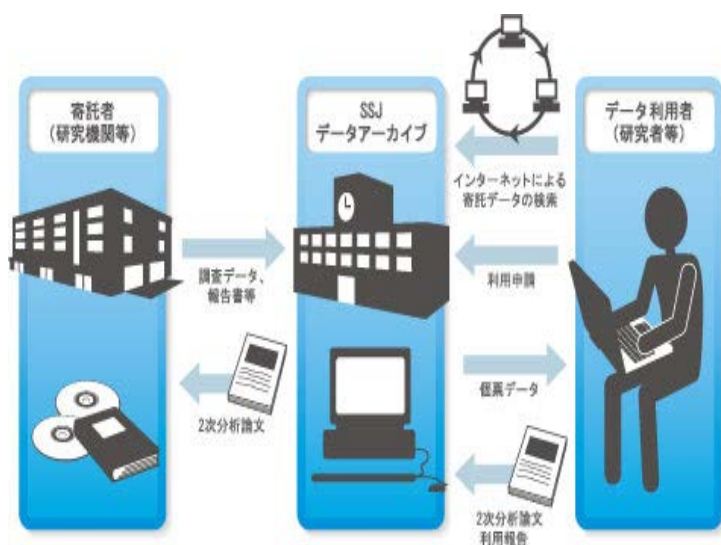 寄託者
(研究機関等)
SSJ
データアーカイブ
データ利用者
(研究者等)
インターネットによる
寄託データの検索
調査データ、
報告書等
利用申請
個票データ
2次分析論文
2次分析論文
利用報告